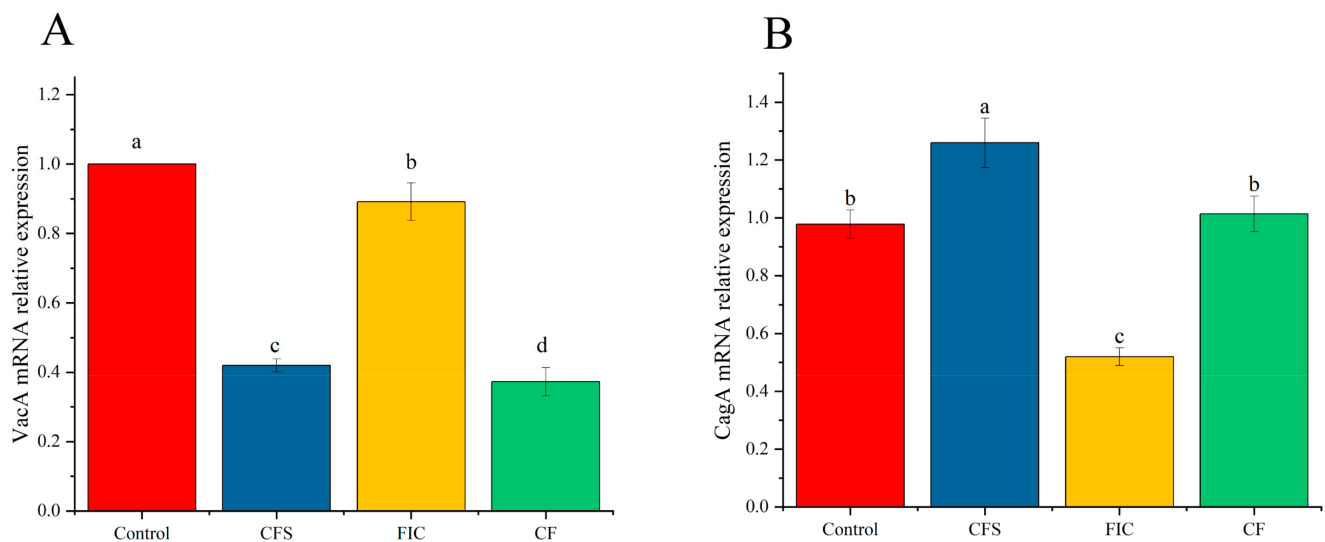 A
VacA mRNA relative expression
1.2
1.0
0.8
0.6
0.4
0.2
0.0
a
c
b
d
Control CFS FIC CF
B
CagA mRNA relative expression
1.4
1.2
1.0
0.8
0.6
0.4
0.2
0.0
b
a
c
b
Control CFS FIC CF